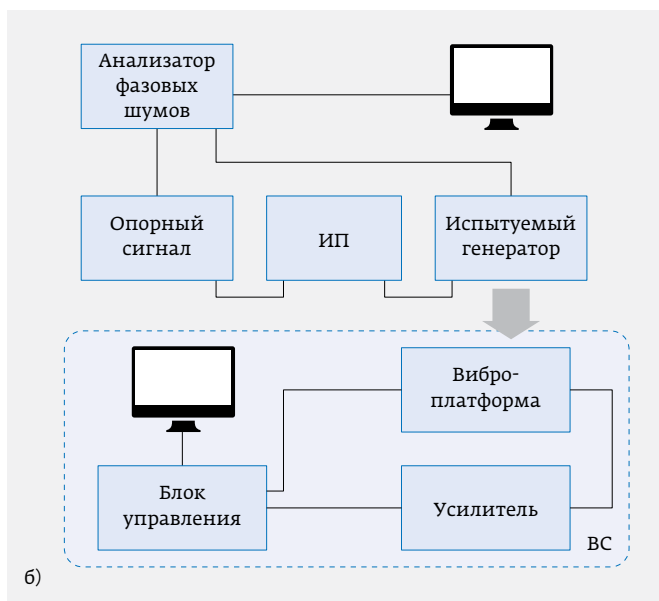 Анализатор
фазовых
шумов
Опорный
сигнал
ИП
Испытуемый
генератор
Вибро-
платформа
Блок
управления
Усилитель
ВС
б)